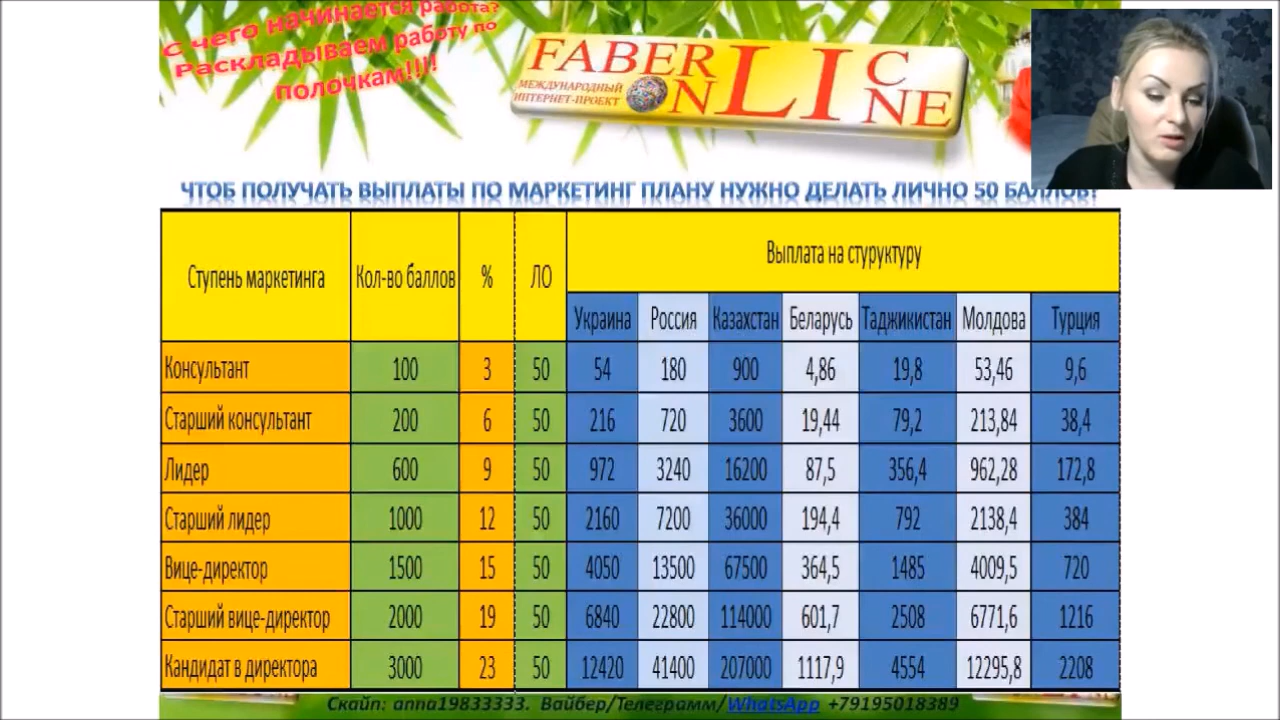 С чего начинается работа?
Раскладываем работу по
полочкам!!!!
FABERLIC
ONLINE
МЕЖДУНАРОДНЫЙ
ИНТЕРНЕТ-ПРОЕКТ
ЧТОБ ПОЛУЧАТЬ ВЫПЛАТЫ ПО МАРКЕТИНГ ПЛАНУ НУЖНО ДЕЛАТЬ ЛИЧНО 50 БАЛЛОВ!
Ступень маркетинга Кол-во баллов % ЛО Выплата на стуруктуру
Украина Россия Казахстан Беларусь Таджикистан Молдова Турция
Консультант 100 3 50 54 180 900 4,86 19,8 53,46 9,6
Старший консультант 200 6 50 216 720 3600 19,44 79,2 213,84 38,4
Лидер 600 9 50 972 3240 16200 87,5 356,4 962,28 172,8
Старший лидер 1000 12 50 2160 7200 36000 194,4 792 2138,4 384
Вице-директор 1500 15 50 4050 13500 67500 364,5 1485 4009,5 720
Старший вице-директор 2000 19 50 6840 22800 114000 601,7 2508 6771,6 1216
Кандидат в директора 3000 23 50 12420 41400 207000 1117,9 4554 12295,8 2208
Скайп: anna19833333. Вайбер/Телеграмм/WhatsApp +79195018389